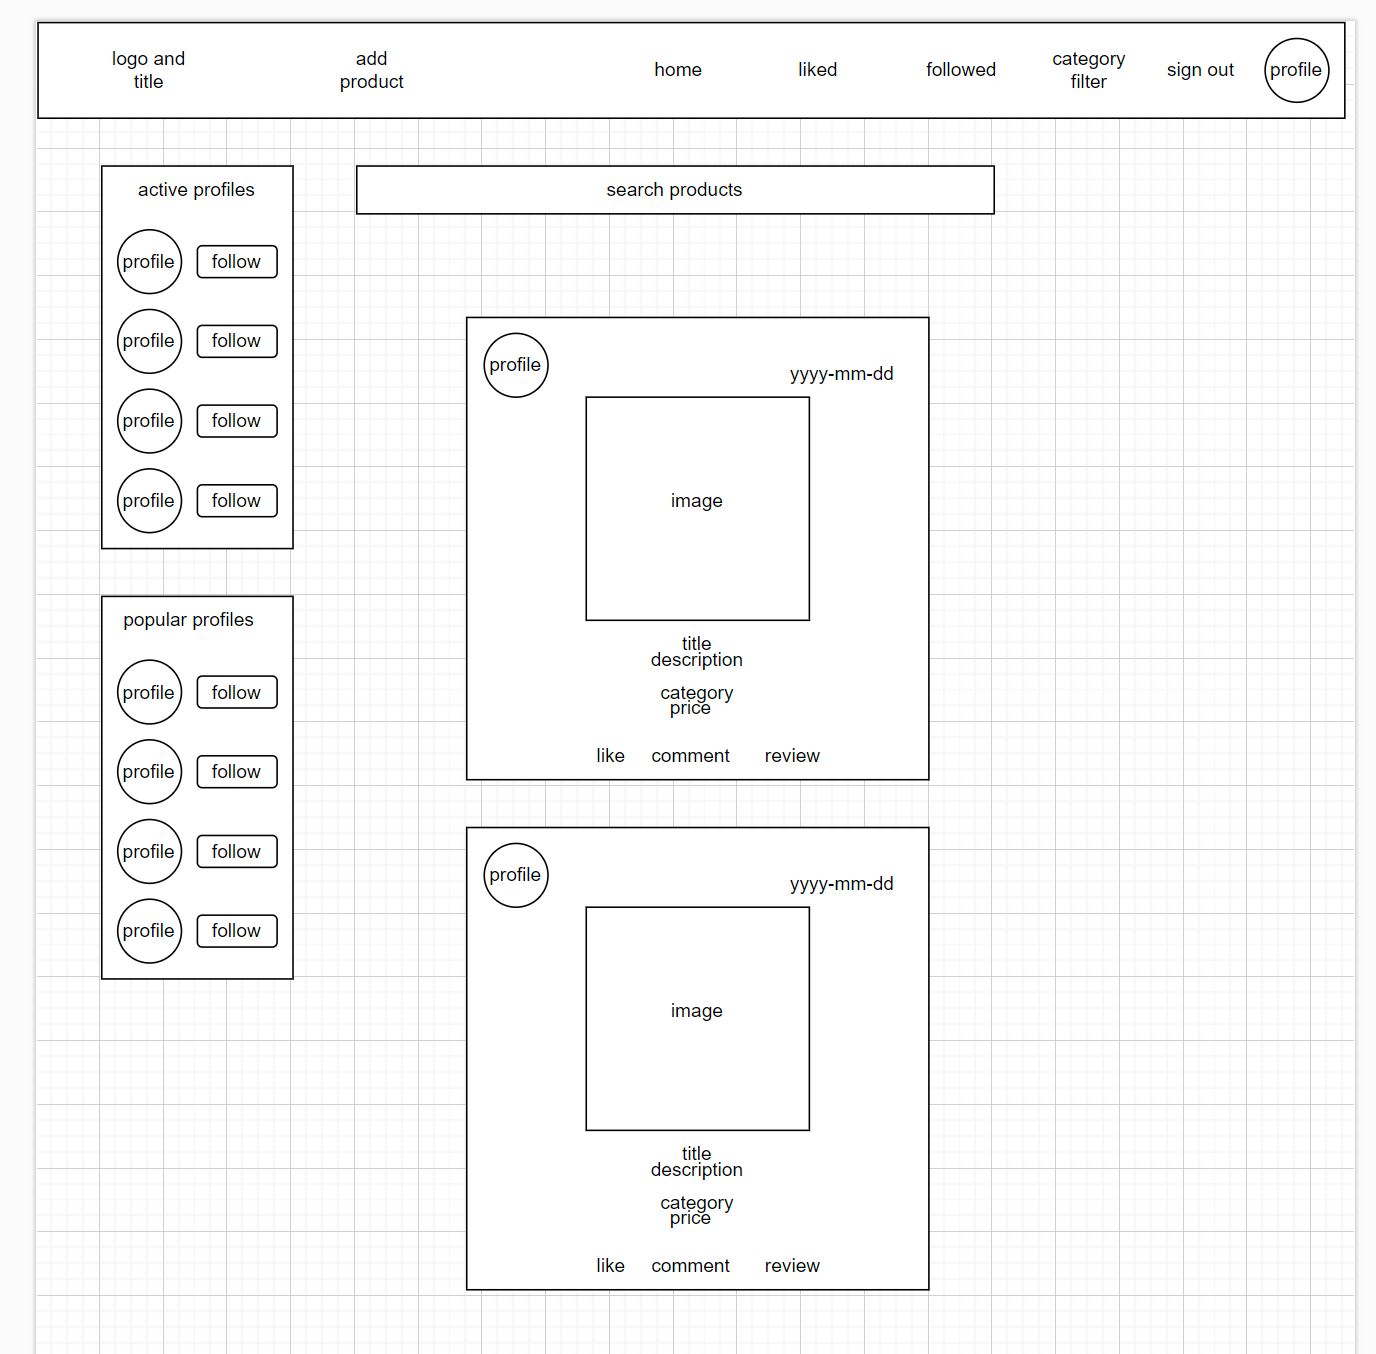 logo and
title
add
product
home
liked
followed
category
filter
sign out
profile
active profiles
profile
follow
profile
follow
profile
follow
profile
follow
popular profiles
profile
follow
profile
follow
profile
follow
profile
follow
search products
profile
yyyy-mm-dd
image
title
description
category
price
like
comment
review
profile
yyyy-mm-dd
image
title
description
category
price
like
comment
review